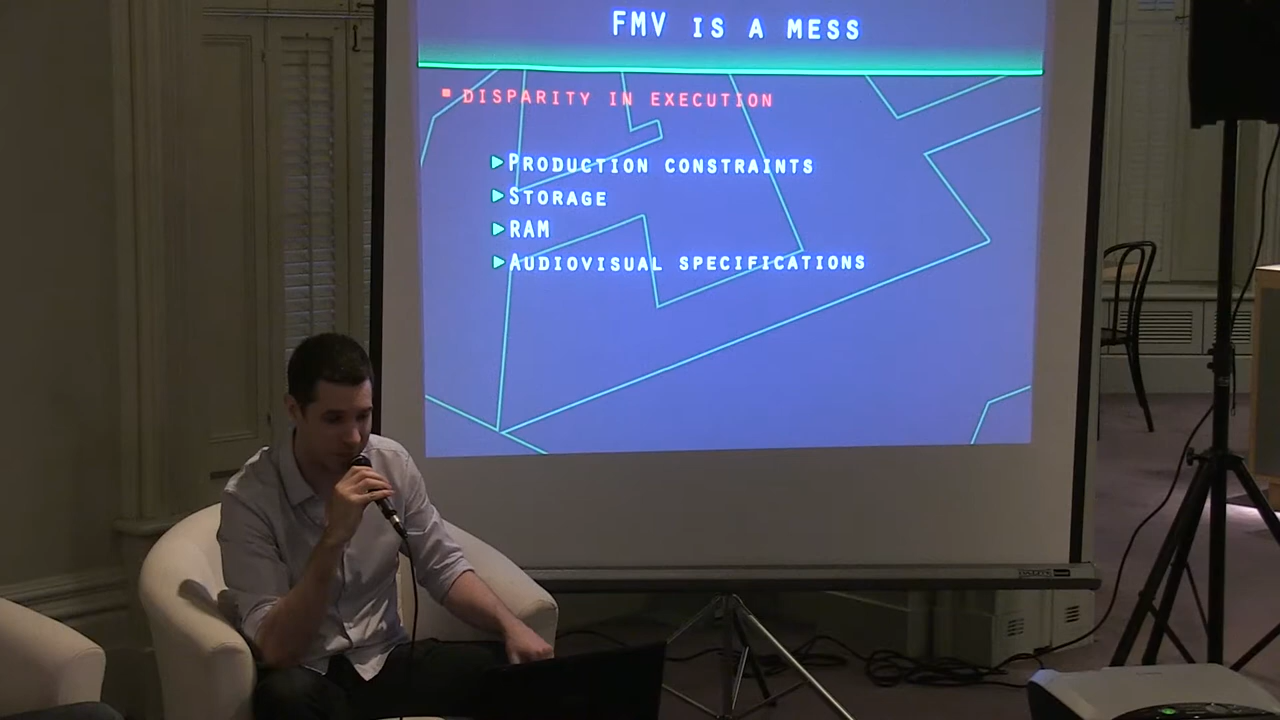 FMV IS A MESS
DISPARITY IN EXECUTION
PRODUCTION CONSTRAINTS
STORAGE
RAM
AUDIOVISUAL SPECIFICATIONS